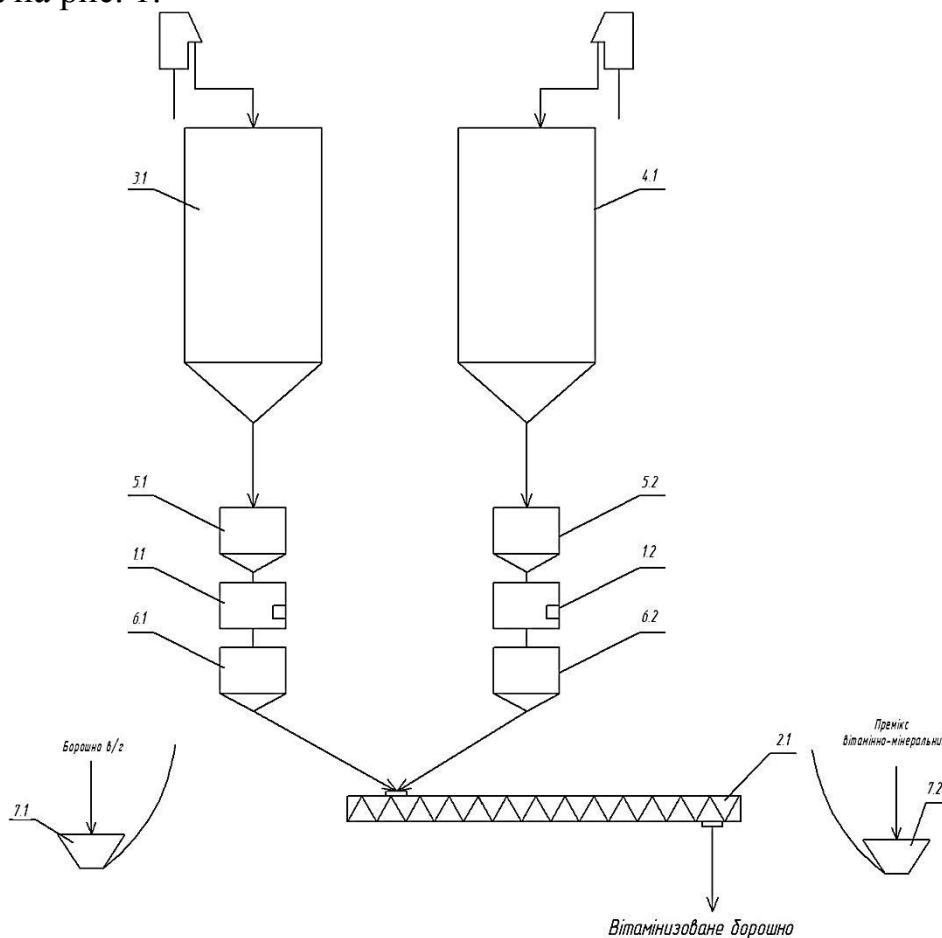 на рис. 1.
3.1
4.1
5.1
5.2
1.1
1.2
6.1
6.2
Борошно в/г
Премікс
вітамінно-мінеральни
2.1
7.1
7.2
Вітамінизоване борошно